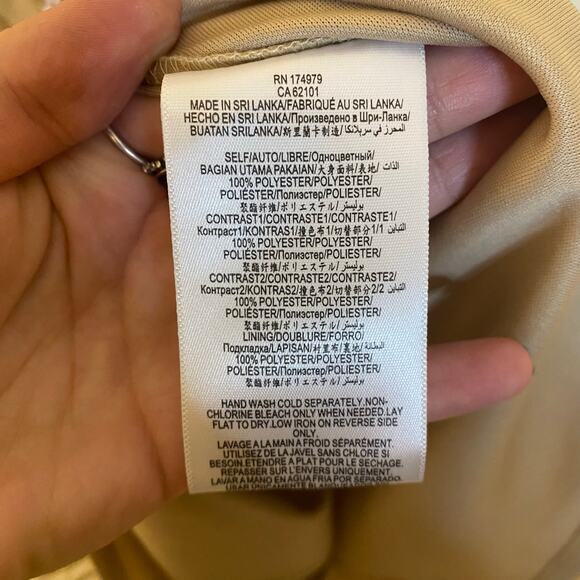 RN 174979
CA 62101
MADE IN SRI LANKA/FABRIQUÉ AU SRI LANKA/
HECHO EN SRI LANKA/Произведено в Шри-Ланка/
BUATAN SRILANKA/斯里蘭卡制造/ المحرز في سريلانكا
SELF/AUTO/LIBRE/Одноцветный/
BAGIAN UTAMA PAKAIAN/大身面料/表地/ الذات
100% POLYESTER/POLYESTER/
POLIÉSTER/Полиэстер/POLIESTER/
聚酯纤维/ポリエステル/ بوليستر
CONTRAST1/CONTRASTE1/CONTRASTE1/
Контраст1/KONTRAS1/撞色布1/切替部分1/ التباين 1
100% POLYESTER/POLYESTER/
POLIÉSTER/Полиэстер/POLIESTER/
聚酯纤维/ポリエステル/ بوليستر
CONTRAST2/CONTRASTE2/CONTRASTE2/
Контраст2/KONTRAS2/撞色布2/切替部分2/ التباين 2
100% POLYESTER/POLYESTER/
POLIÉSTER/Полиэстер/POLIESTER/
聚酯纤维/ポリエステル/ بوليستر
LINING/DOUBLURE/FORRO/
Подкладка/LAPISAN/衬里布/裏地/ البطانة
100% POLYESTER/POLYESTER/
POLIÉSTER/Полиэстер/POLIESTER/
聚酯纤维/ポリエステル/ بوليستر
HAND WASH COLD SEPARATELY.NON-
CHLORINE BLEACH ONLY WHEN NEEDED.LAY
FLAT TO DRY.LOW IRON ON REVERSE SIDE
ONLY.
LAVAGE A LA MAIN A FROID SÉPARÉMENT.
UTILISEZ DE LA JAVEL SANS CHLORE SI
BESOIN.ETENDRE A PLAT POUR LE SECHAGE.
REPASSER SUR L'ENVERS UNIQUEMENT.
LAVAR A MANO EN AGUA FRIA POR SEPARADO.
USAR ÚNICAMENTE BLANQUEADOR SIN